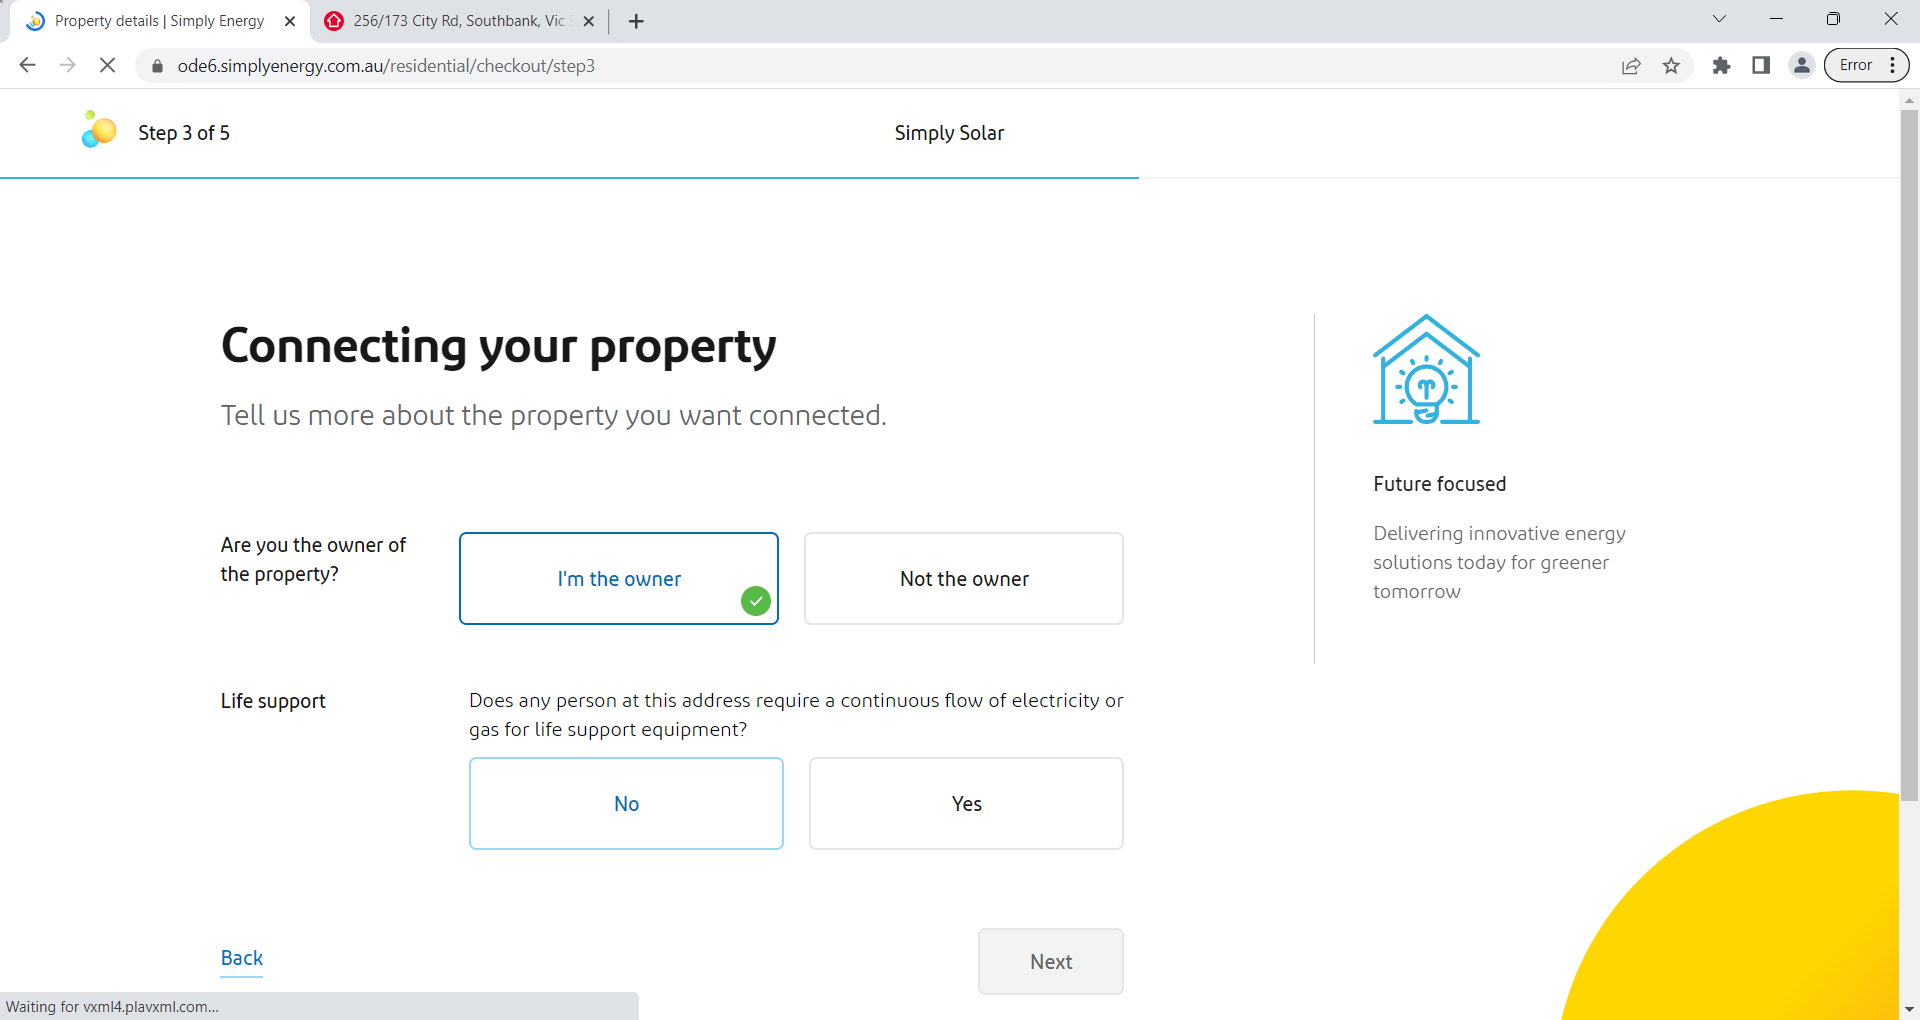 Property details | Simply Energy
256/173 City Rd, Southbank, Vic
ode6.simplyenergy.com.au/residential/checkout/step3
Error
Step 3 of 5
Simply Solar
Connecting your property
Tell us more about the property you want connected.
Are you the owner of
the property?
I'm the owner
Not the owner
Life support
Does any person at this address require a continuous flow of electricity or
gas for life support equipment?
No
Yes
Back
Next
Future focused
Delivering innovative energy
solutions today for greener
tomorrow
Waiting for vxml4.plavxml.com...